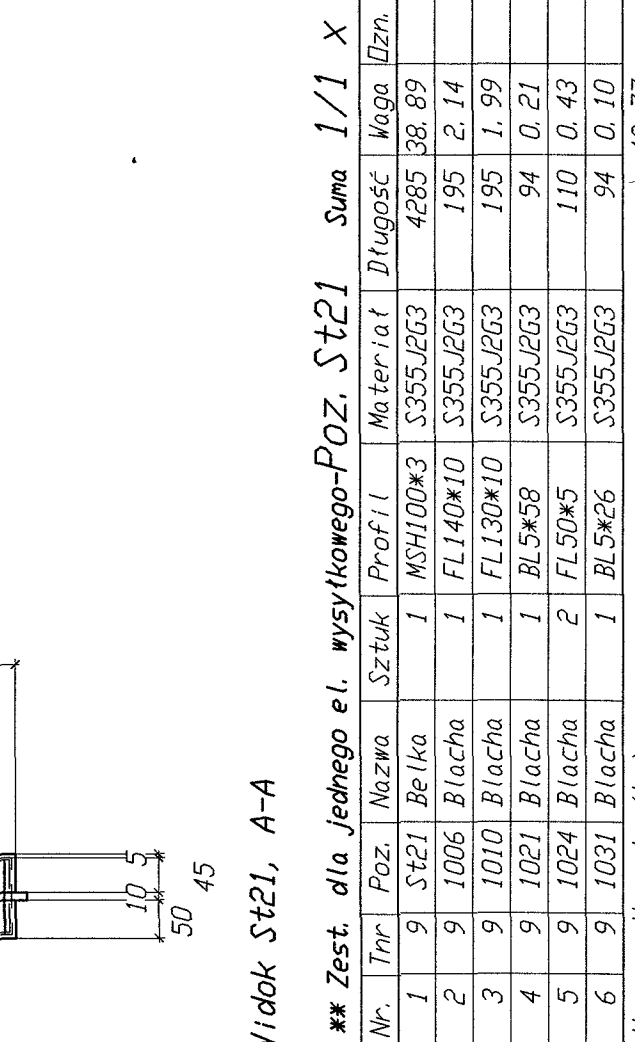 10
5
50
45
Widok St21, A-A
** Zest. dla jednego el. wysyłkowego-Poz. St21 Suma 1/1 x
Nr. Tnr Poz. Nazwa Sztuk Profil Materiał Długość Waga Ozn.
1 9 St21 Belka 1 MSH100*3 S355J2G3 4285 38.89
2 9 1006 Blacha 1 FL140*10 S355J2G3 195 2.14
3 9 1010 Blacha 1 FL130*10 S355J2G3 195 1.99
4 9 1021 Blacha 1 BL5*58 S355J2G3 94 0.21
5 9 1024 Blacha 2 FL50*5 S355J2G3 110 0.43
6 9 1031 Blacha 1 BL5*26 S355J2G3 94 0.10